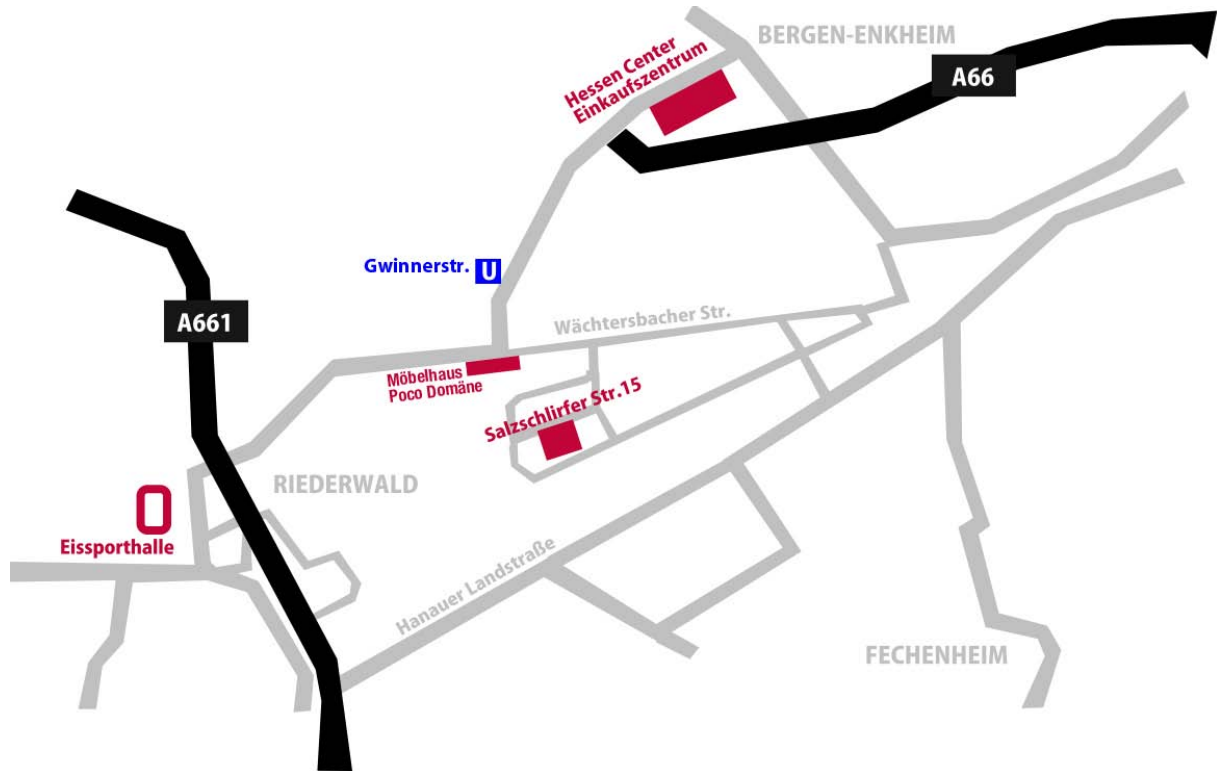 BERGEN-ENKHEIM
Hessen Center
Einkaufszentrum
A66
Gwinnerstr. U
A661
Wächtersbacher Str.
Möbelhaus
Poco Domäne
Salzschlirfer Str.15
RIEDERWALD
Eissporthalle
Hanauer Landstraße
FECHENHEIM